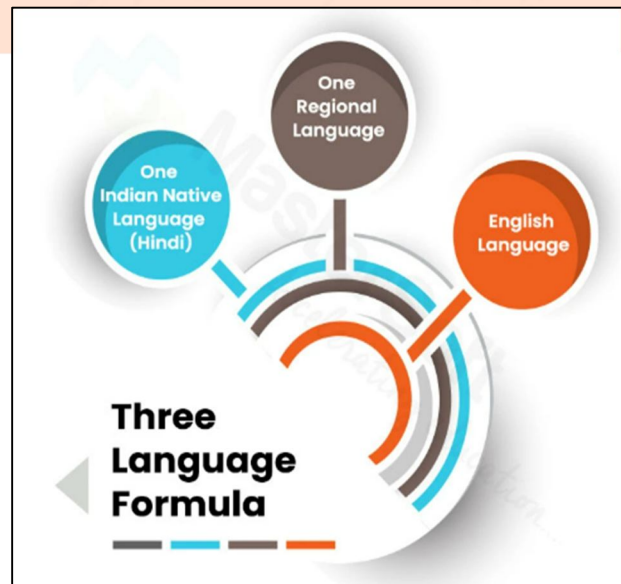 One
Regional
Language
One
Indian Native
Language
(Hindi)
English
Language
Three
Language
Formula